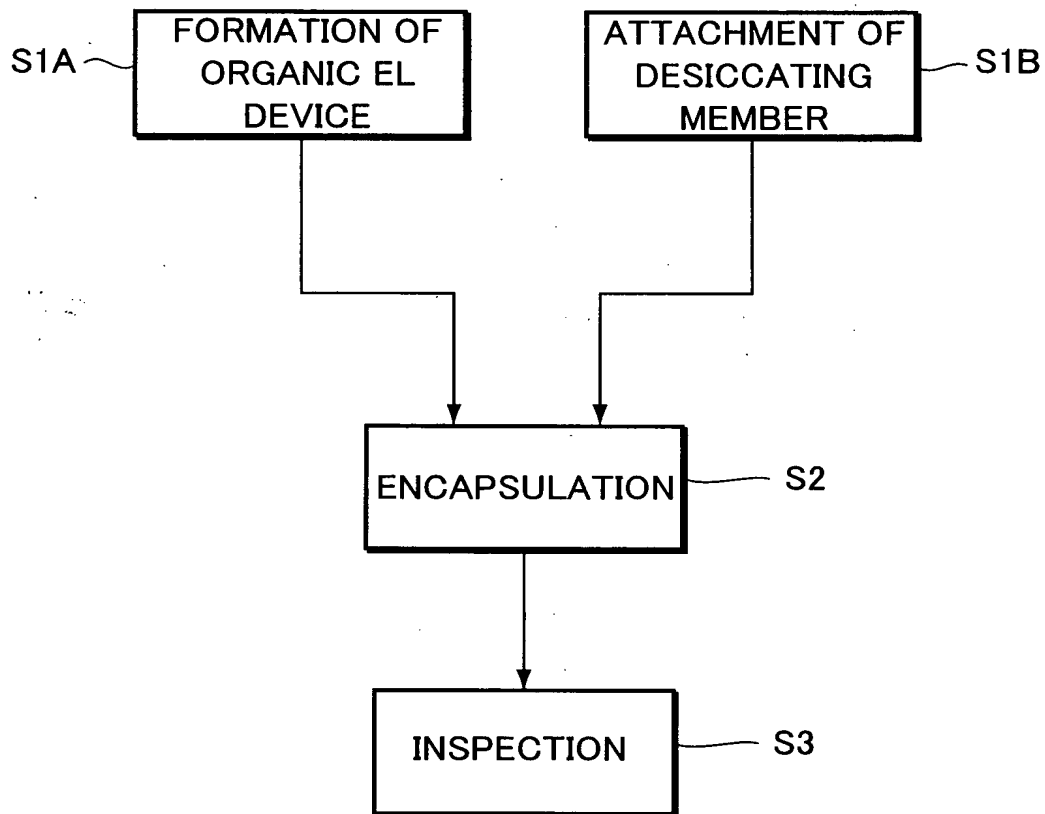 S1A
FORMATION OF
ORGANIC EL
DEVICE
ATTACHMENT OF
DESICCATING
MEMBER
S1B
ENCAPSULATION
S2
INSPECTION
S3